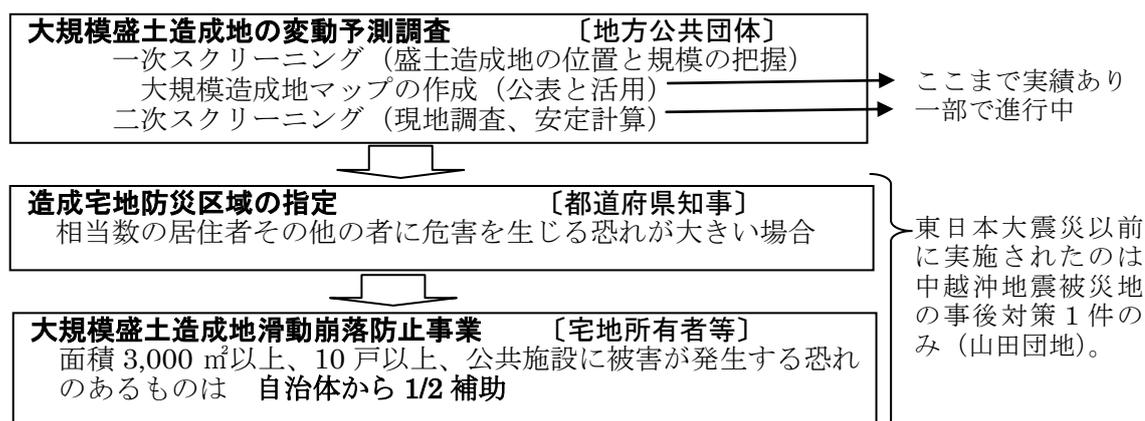 大規模盛土造成地の変動予測調査 〔地方公共団体〕
一次スクリーニング（盛土造成地の位置と規模の把握）
大規模造成地マップの作成（公表と活用）
二次スクリーニング（現地調査、安定計算）
ここまで実績あり
一部で進行中
造成宅地防災区域の指定 〔都道府県知事〕
相当数の居住者その他の者に危害を生じる恐れが大きい場合
大規模盛土造成地滑動崩落防止事業 〔宅地所有者等〕
面積 3,000 ㎡以上、10 戸以上、公共施設に被害が発生する恐れ
のあるものは 自治体から 1/2 補助
東日本大震災以前
に実施されたのは
中越沖地震被災地
の事後対策 1 件の
み（山田団地）。